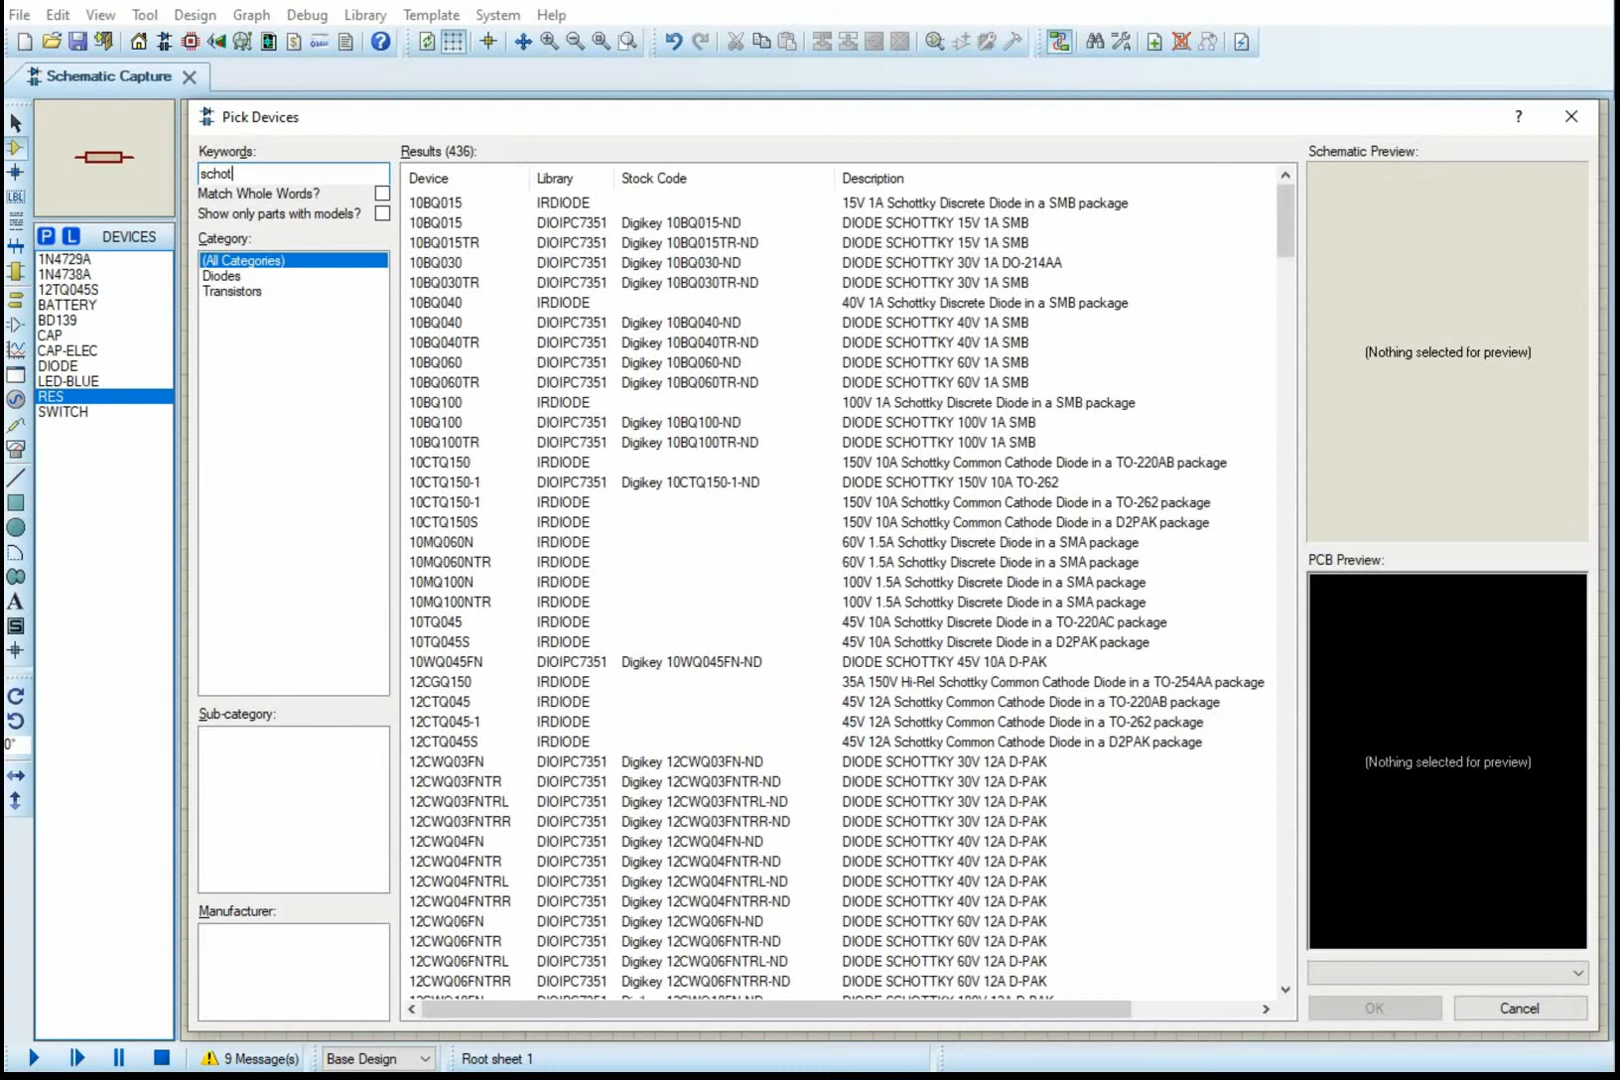 File Edit View Tool Design Graph Debug Library Template System Help
Schematic Capture
Pick Devices
Keywords:
schot
Match Whole Words?
Show only parts with models?
Category:
(All Categories)
Diodes
Transistors
Sub-category:
Manufacturer:
P L DEVICES
1N4729A
1N4738A
12TQ045S
BATTERY
BD139
CAP
CAP-ELEC
DIODE
LED-BLUE
RES
SWITCH
LBL
A
S
0°
Results (436):
Device Library Stock Code Description
10BQ015 IRDIODE 15V 1A Schottky Discrete Diode in a SMB package
10BQ015 DIOIPC7351 Digikey 10BQ015-ND DIODE SCHOTTKY 15V 1A SMB
10BQ015TR DIOIPC7351 Digikey 10BQ015TR-ND DIODE SCHOTTKY 15V 1A SMB
10BQ030 DIOIPC7351 Digikey 10BQ030-ND DIODE SCHOTTKY 30V 1A DO-214AA
10BQ030TR DIOIPC7351 Digikey 10BQ030TR-ND DIODE SCHOTTKY 30V 1A SMB
10BQ040 IRDIODE 40V 1A Schottky Discrete Diode in a SMB package
10BQ040 DIOIPC7351 Digikey 10BQ040-ND DIODE SCHOTTKY 40V 1A SMB
10BQ040TR DIOIPC7351 Digikey 10BQ040TR-ND DIODE SCHOTTKY 40V 1A SMB
10BQ060 DIOIPC7351 Digikey 10BQ060-ND DIODE SCHOTTKY 60V 1A SMB
10BQ060TR DIOIPC7351 Digikey 10BQ060TR-ND DIODE SCHOTTKY 60V 1A SMB
10BQ100 IRDIODE 100V 1A Schottky Discrete Diode in a SMB package
10BQ100 DIOIPC7351 Digikey 10BQ100-ND DIODE SCHOTTKY 100V 1A SMB
10BQ100TR DIOIPC7351 Digikey 10BQ100TR-ND DIODE SCHOTTKY 100V 1A SMB
10CTQ150 IRDIODE 150V 10A Schottky Common Cathode Diode in a TO-220AB package
10CTQ150-1 DIOIPC7351 Digikey 10CTQ150-1-ND DIODE SCHOTTKY 150V 10A TO-262
10CTQ150-1 IRDIODE 150V 10A Schottky Common Cathode Diode in a TO-262 package
10CTQ150S IRDIODE 150V 10A Schottky Common Cathode Diode in a D2PAK package
10MQ060N IRDIODE 60V 1.5A Schottky Discrete Diode in a SMA package
10MQ060NTR IRDIODE 60V 1.5A Schottky Discrete Diode in a SMA package
10MQ100N IRDIODE 100V 1.5A Schottky Discrete Diode in a SMA package
10MQ100NTR IRDIODE 100V 1.5A Schottky Discrete Diode in a SMA package
10TQ045 IRDIODE 45V 10A Schottky Discrete Diode in a TO-220AC package
10TQ045S IRDIODE 45V 10A Schottky Discrete Diode in a D2PAK package
10WQ045FN DIOIPC7351 Digikey 10WQ045FN-ND DIODE SCHOTTKY 45V 10A D-PAK
12CGQ150 IRDIODE 35A 150V Hi-Rel Schottky Common Cathode Diode in a TO-254AA package
12CTQ045 IRDIODE 45V 12A Schottky Common Cathode Diode in a TO-220AB package
12CTQ045-1 IRDIODE 45V 12A Schottky Common Cathode Diode in a TO-262 package
12CTQ045S IRDIODE 45V 12A Schottky Common Cathode Diode in a D2PAK package
12CWQ03FN DIOIPC7351 Digikey 12CWQ03FN-ND DIODE SCHOTTKY 30V 12A D-PAK
12CWQ03FNTR DIOIPC7351 Digikey 12CWQ03FNTR-ND DIODE SCHOTTKY 30V 12A D-PAK
12CWQ03FNTRL DIOIPC7351 Digikey 12CWQ03FNTRL-ND DIODE SCHOTTKY 30V 12A D-PAK
12CWQ03FNTRR DIOIPC7351 Digikey 12CWQ03FNTRR-ND DIODE SCHOTTKY 30V 12A D-PAK
12CWQ04FN DIOIPC7351 Digikey 12CWQ04FN-ND DIODE SCHOTTKY 40V 12A D-PAK
12CWQ04FNTR DIOIPC7351 Digikey 12CWQ04FNTR-ND DIODE SCHOTTKY 40V 12A D-PAK
12CWQ04FNTRL DIOIPC7351 Digikey 12CWQ04FNTRL-ND DIODE SCHOTTKY 40V 12A D-PAK
12CWQ04FNTRR DIOIPC7351 Digikey 12CWQ04FNTRR-ND DIODE SCHOTTKY 40V 12A D-PAK
12CWQ06FN DIOIPC7351 Digikey 12CWQ06FN-ND DIODE SCHOTTKY 60V 12A D-PAK
12CWQ06FNTR DIOIPC7351 Digikey 12CWQ06FNTR-ND DIODE SCHOTTKY 60V 12A D-PAK
12CWQ06FNTRL DIOIPC7351 Digikey 12CWQ06FNTRL-ND DIODE SCHOTTKY 60V 12A D-PAK
12CWQ06FNTRR DIOIPC7351 Digikey 12CWQ06FNTRR-ND DIODE SCHOTTKY 60V 12A D-PAK
Schematic Preview:
(Nothing selected for preview)
PCB Preview:
(Nothing selected for preview)
OK Cancel
9 Message(s) Base Design Root sheet 1